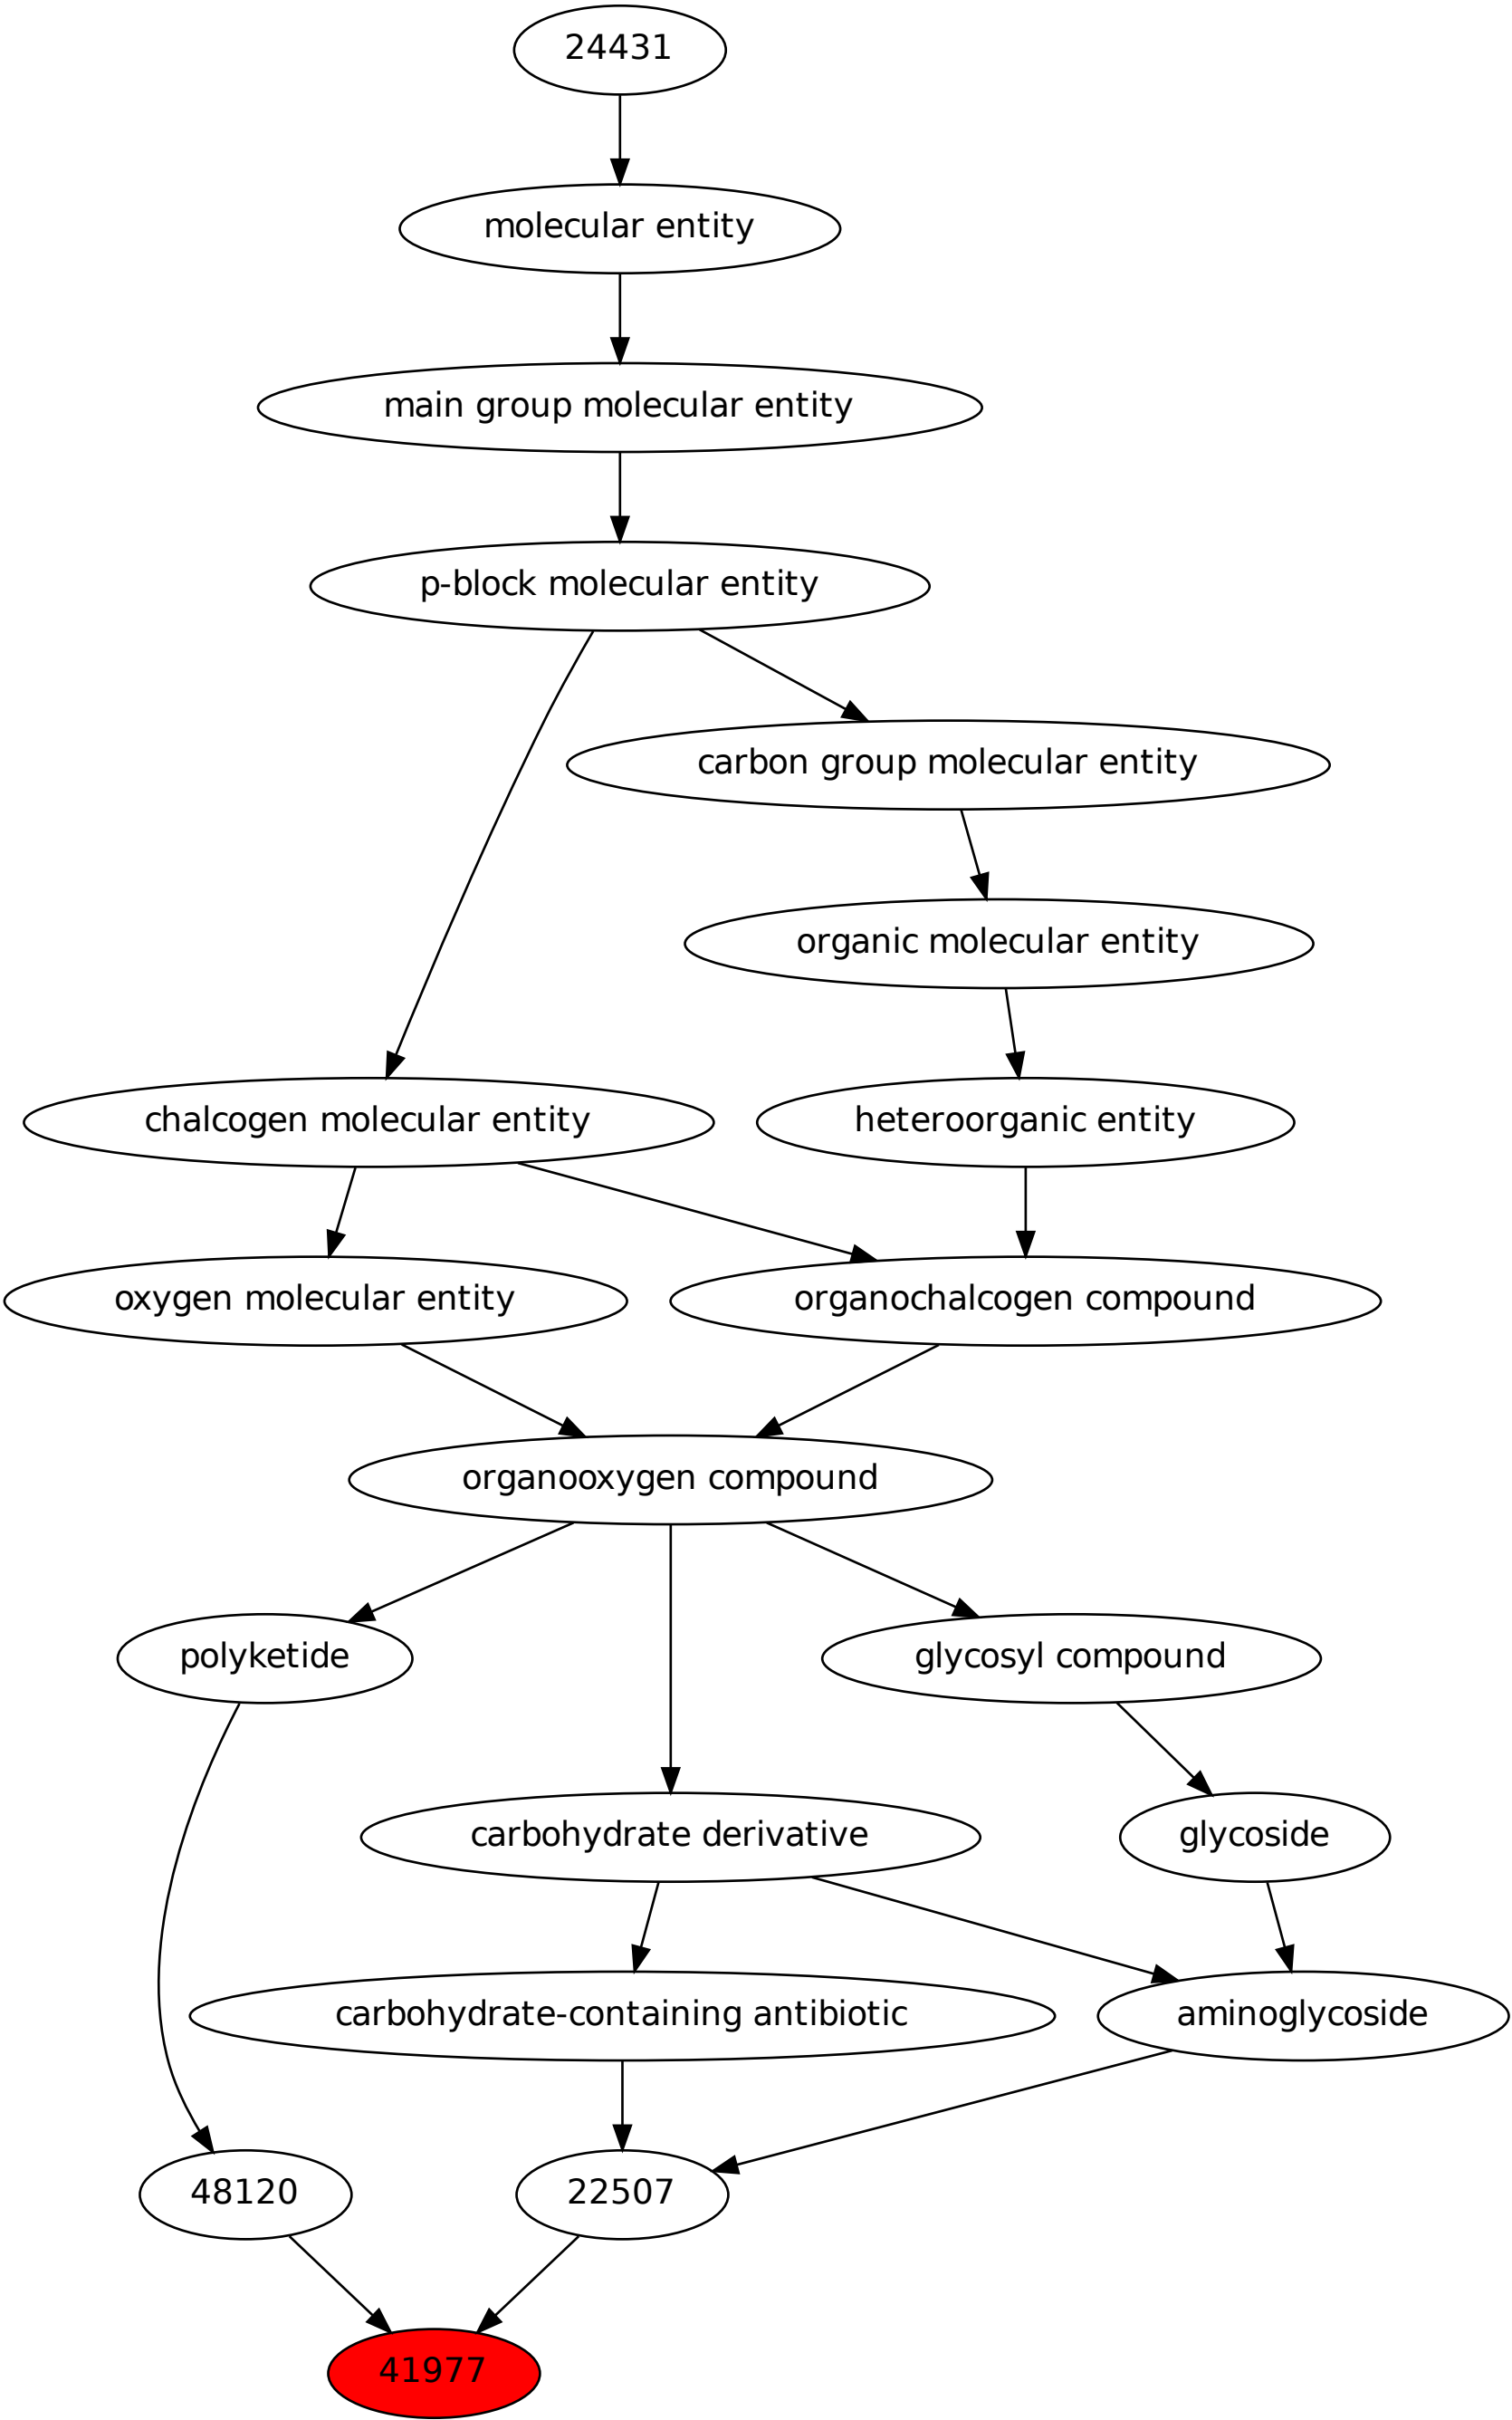 24431
molecular entity
main group molecular entity
p-block molecular entity
carbon group molecular entity
organic molecular entity
chalcogen molecular entity
heteroorganic entity
oxygen molecular entity
organochalcogen compound
organooxygen compound
polyketide
glycosyl compound
carbohydrate derivative
glycoside
carbohydrate-containing antibiotic
aminoglycoside
48120
22507
41977